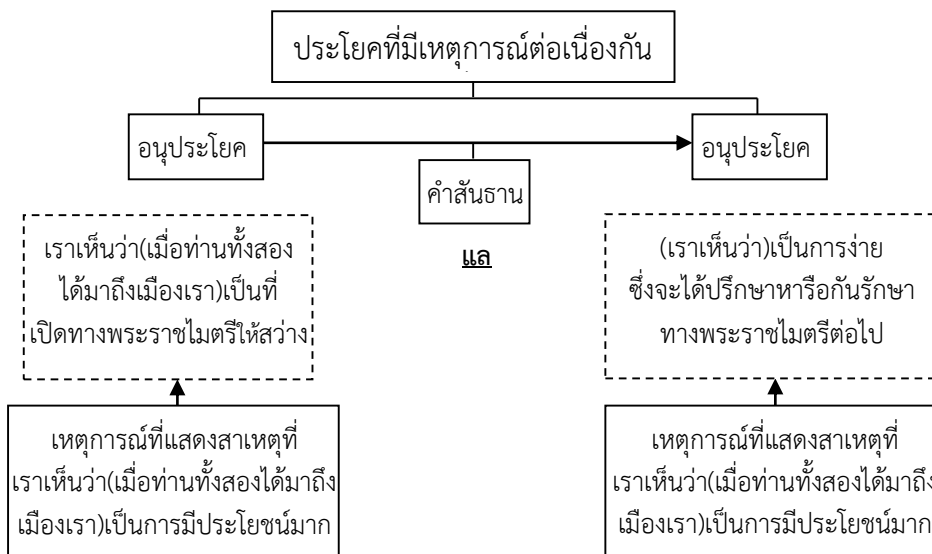 ประโยคที่มีเหตุการณ์ต่อเนื่องกัน
อนุประโยค
อนุประโยค
คำสันธาน
แล
เราเห็นว่า(เมื่อท่านทั้งสอง
ได้มาถึงเมืองเรา)เป็นที่
เปิดทางพระราชไมตรีให้สว่าง
(เราเห็นว่า)เป็นการง่าย
ซึ่งจะได้ปรึกษาหารือกันรักษา
ทางพระราชไมตรีต่อไป
เหตุการณ์ที่แสดงสาเหตุที่
เราเห็นว่า(เมื่อท่านทั้งสองได้มาถึง
เมืองเรา)เป็นการมีประโยชน์มาก
เหตุการณ์ที่แสดงสาเหตุที่
เราเห็นว่า(เมื่อท่านทั้งสองได้มาถึง
เมืองเรา)เป็นการมีประโยชน์มาก